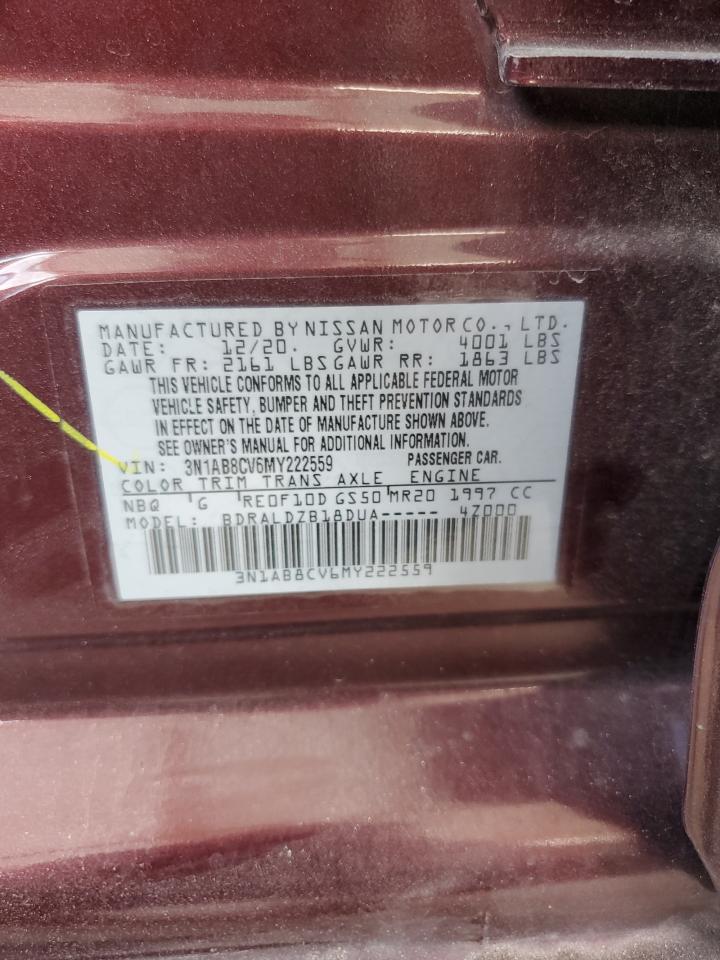 MANUFACTURED BY NISSAN MOTOR CO., LTD.
DATE: 12/20. GVWR: 4001 LBS
GAWR FR: 2161 LBS GAWR RR: 1863 LBS
THIS VEHICLE CONFORMS TO ALL APPLICABLE FEDERAL MOTOR
VEHICLE SAFETY, BUMPER AND THEFT PREVENTION STANDARDS
IN EFFECT ON THE DATE OF MANUFACTURE SHOWN ABOVE.
SEE OWNER'S MANUAL FOR ADDITIONAL INFORMATION.
VIN: 3N1AB8CV6MY222559 PASSENGER CAR.
COLOR TRIM TRANS AXLE ENGINE
NBQ G RE0F10D GS50 MR20 1997 CC
MODEL: BDRALDZB18DUA----- 4Z000
3N1AB8CV6MY222559